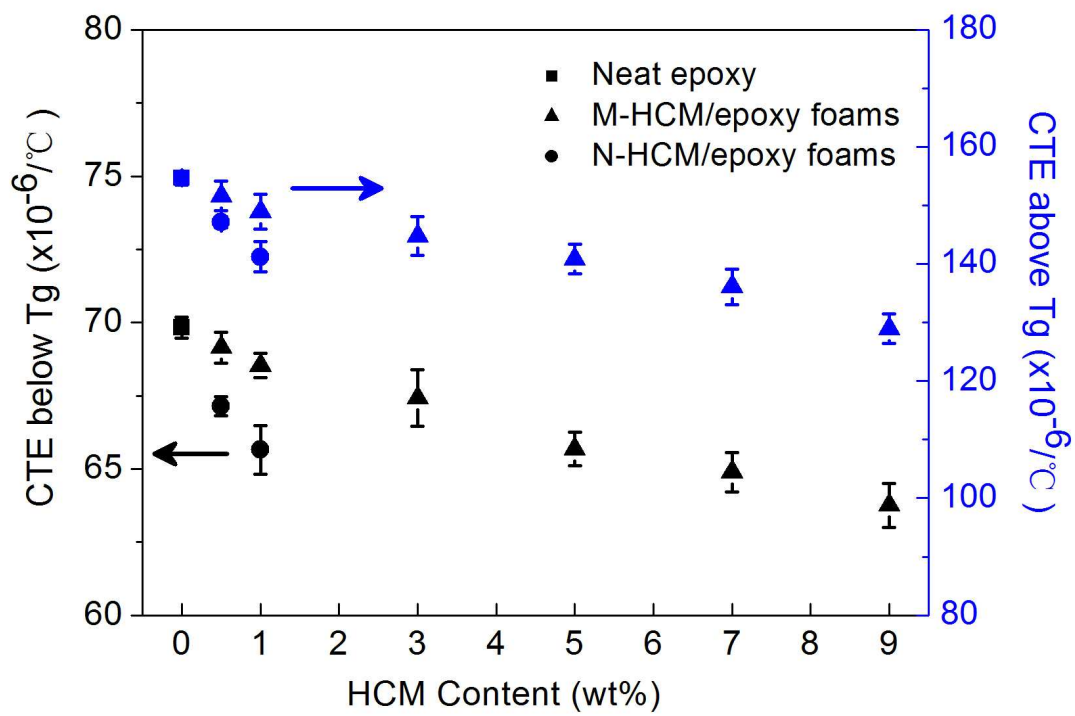 80
75
70
65
60
CTE below Tg (x10⁻⁶/℃)
Neat epoxy
M-HCM/epoxy foams
N-HCM/epoxy foams
180
160
140
120
100
80
CTE above Tg (x10⁻⁶/℃)
0 1 2 3 4 5 6 7 8 9
HCM Content (wt%)